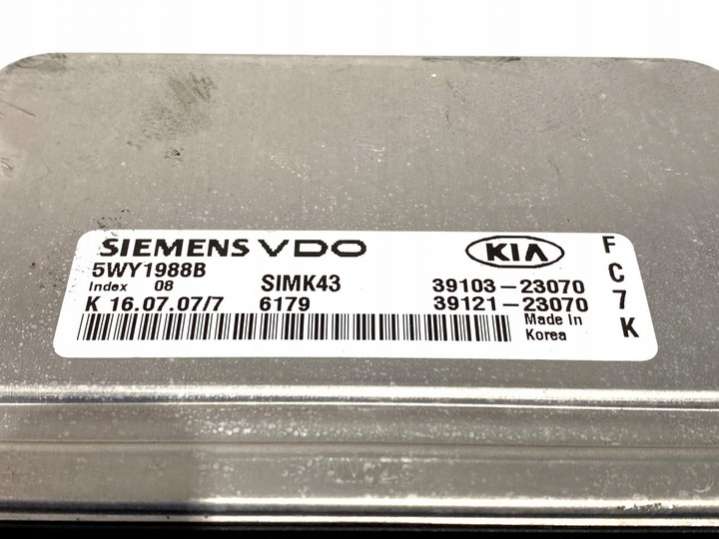 SIEMENS VDO KIA
5WY1988B SIMK43 39103-23070
Index 08
K 16.07.07/7 6179 39121-23070
Made In
Korea
F
C
7
K